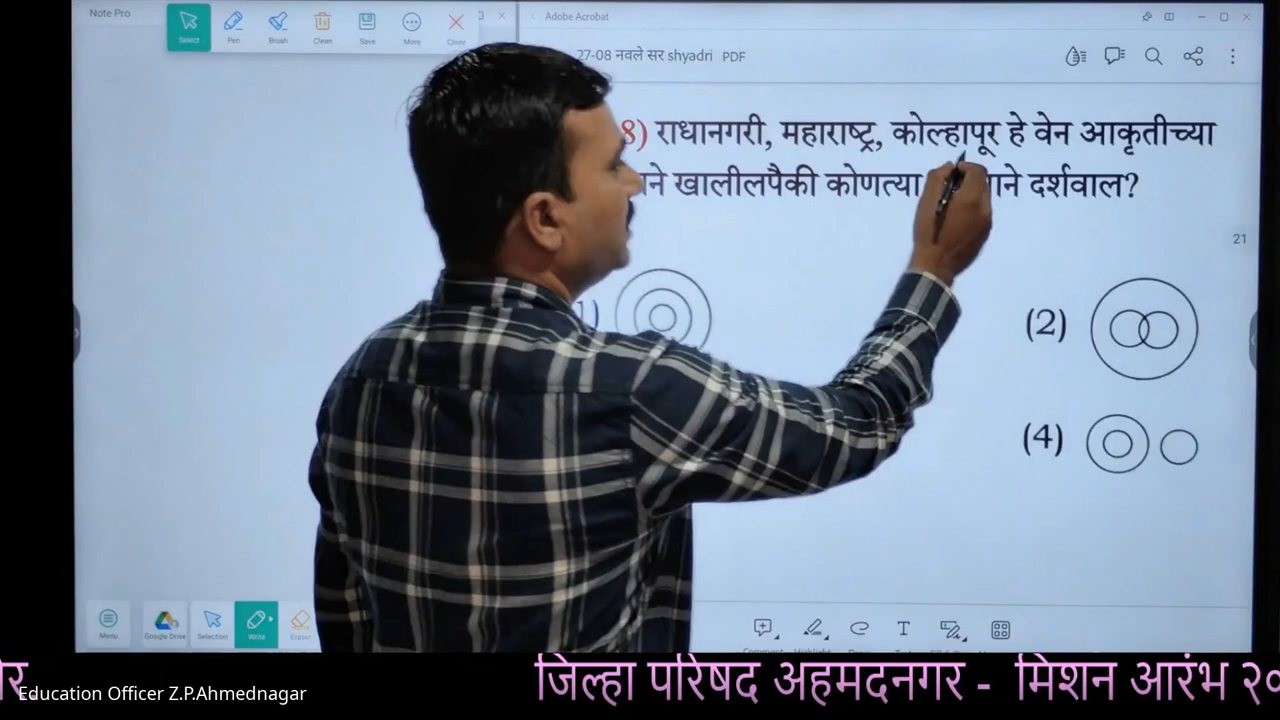 Note Pro
Select
Pen
Brush
Clean
Save
More
Close
Adobe Acrobat
27-08 नवले सर shyadri PDF
8) राधानगरी, महाराष्ट्र, कोल्हापूर हे वेन आकृतीच्या
ने खालीलपैकी कोणत्या ने दर्शवाल?
21
(2)
(4)
Menu
Google Drive
Selection
Write
Eraser
Comment
Highlight
जिल्हा परिषद अहमदनगर - मिशन आरंभ
Education Officer Z.P.Ahmednagar